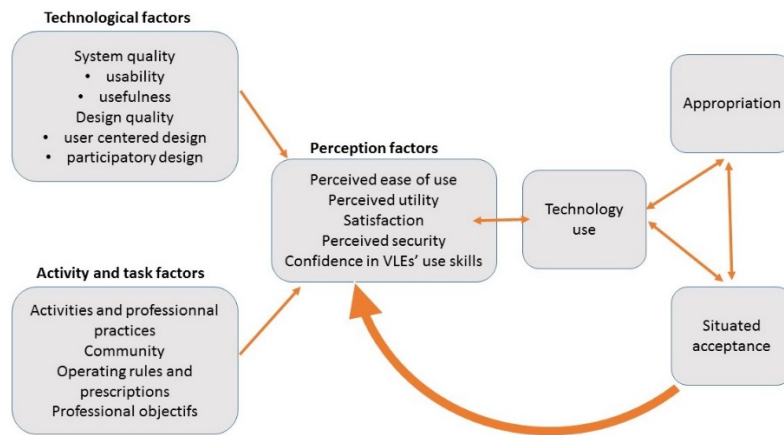 Technological factors
System quality
• usability
• usefulness
Design quality
• user centered design
• participatory design
Activity and task factors
Activities and professionnal
practices
Community
Operating rules and
prescriptions
Professional objectifs
Perception factors
Perceived ease of use
Perceived utility
Satisfaction
Perceived security
Confidence in VLEs' use skills
Technology
use
Appropriation
Situated
acceptance